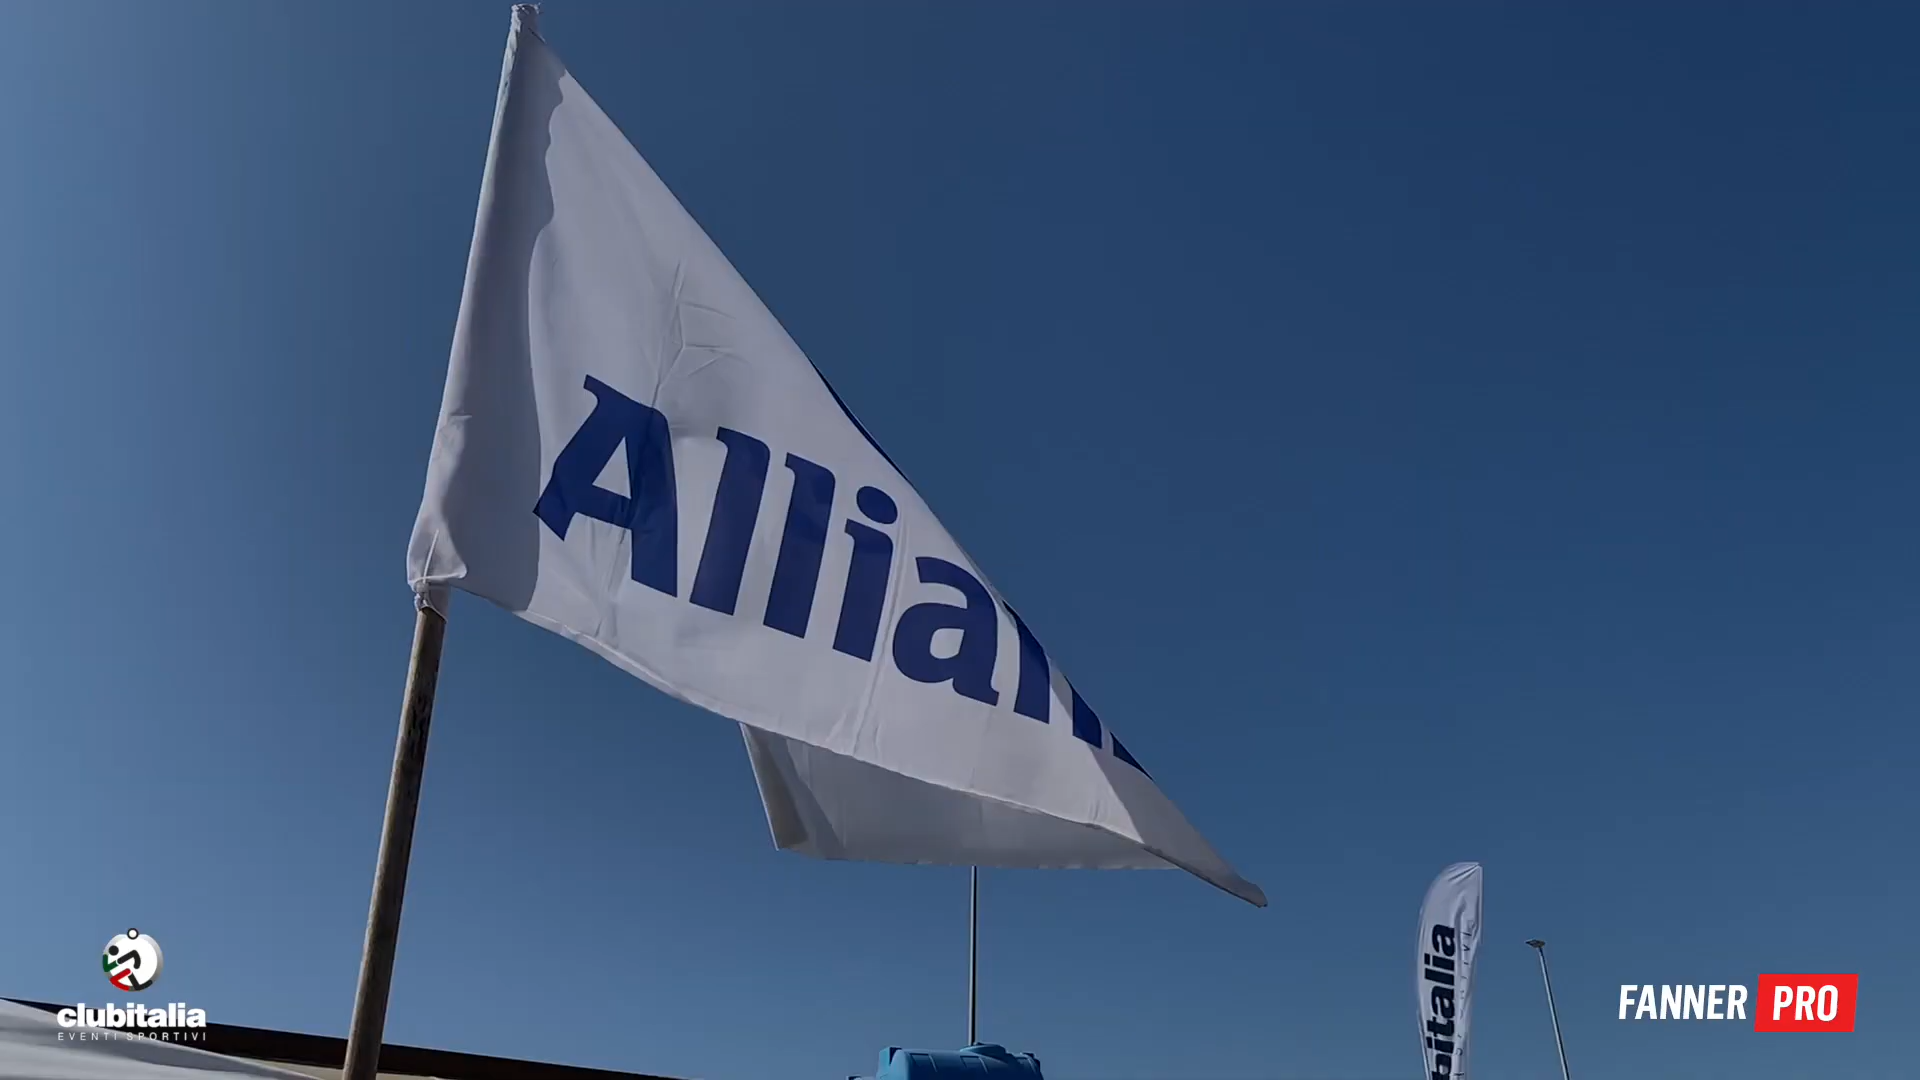 Allian
clubitalia
EVENTI SPORTIVI
bitalia
FANNER PRO